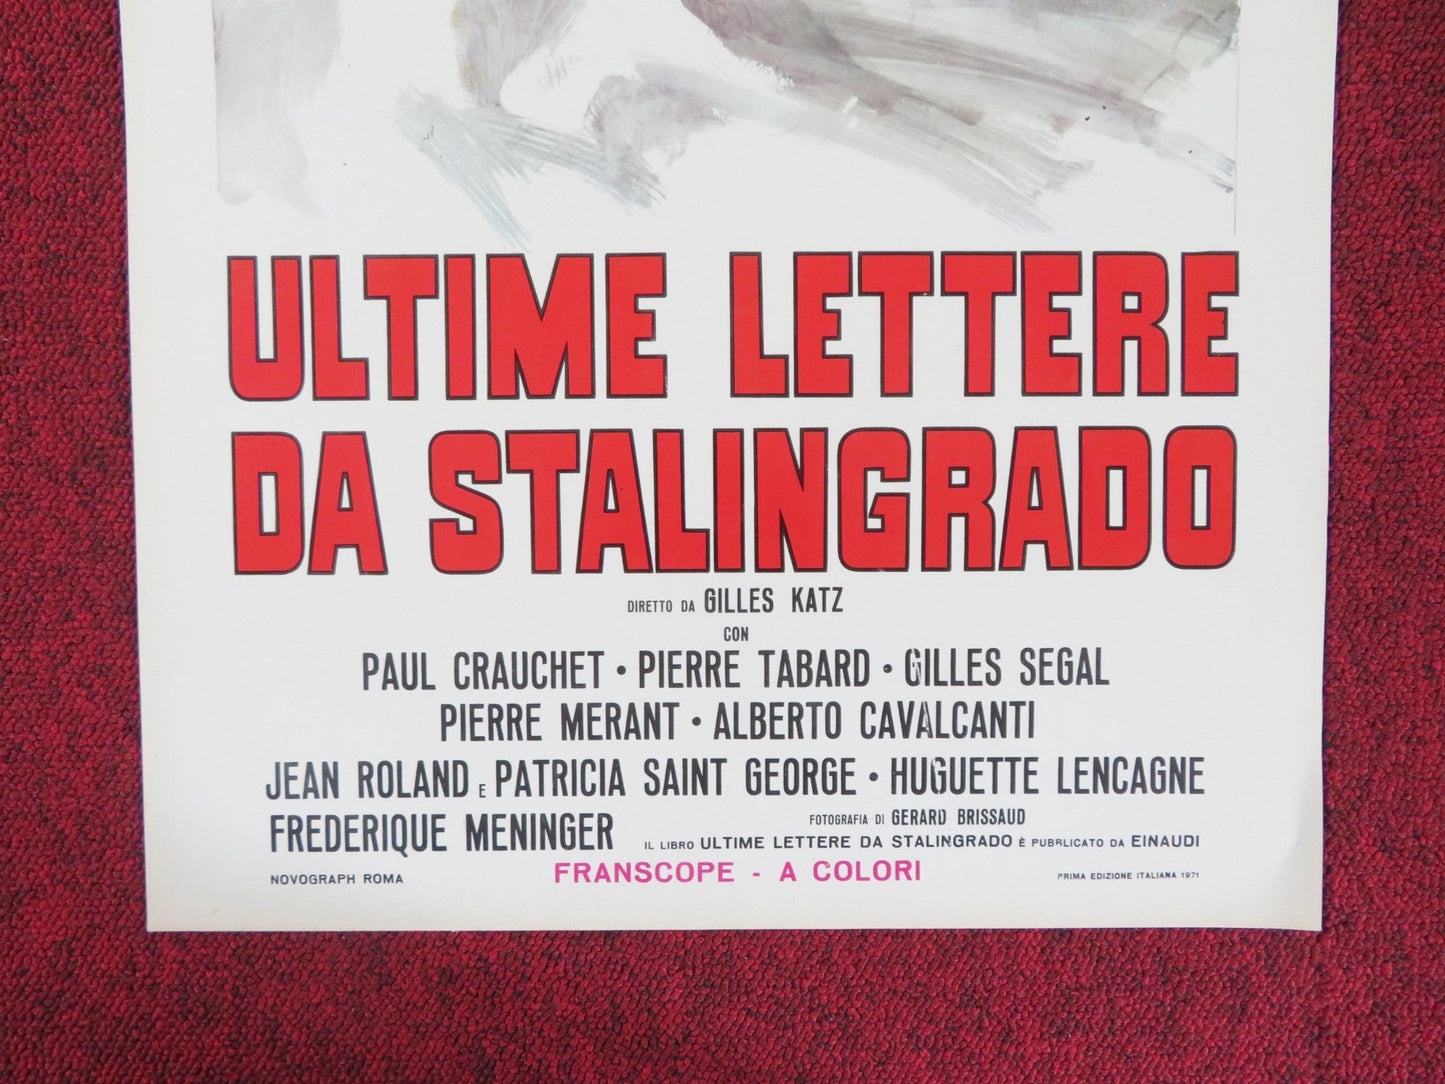 ULTIME LETTERE
DA STALINGRADO
DIRETTO DA GILLES KATZ
CON
PAUL CRAUCHET • PIERRE TABARD • GILLES SEGAL
PIERRE MERANT • ALBERTO CAVALCANTI
JEAN ROLAND E PATRICIA SAINT GEORGE • HUGUETTE LENCAGNE
FREDERIQUE MENINGER
FOTOGRAFIA DI GERARD BRISSAUD
IL LIBRO ULTIME LETTERE DA STALINGRADO È PUBBLICATO DA EINAUDI
FRANSCOPE - A COLORI
NOVOGRAPH ROMA
PRIMA EDIZIONE ITALIANA 1971